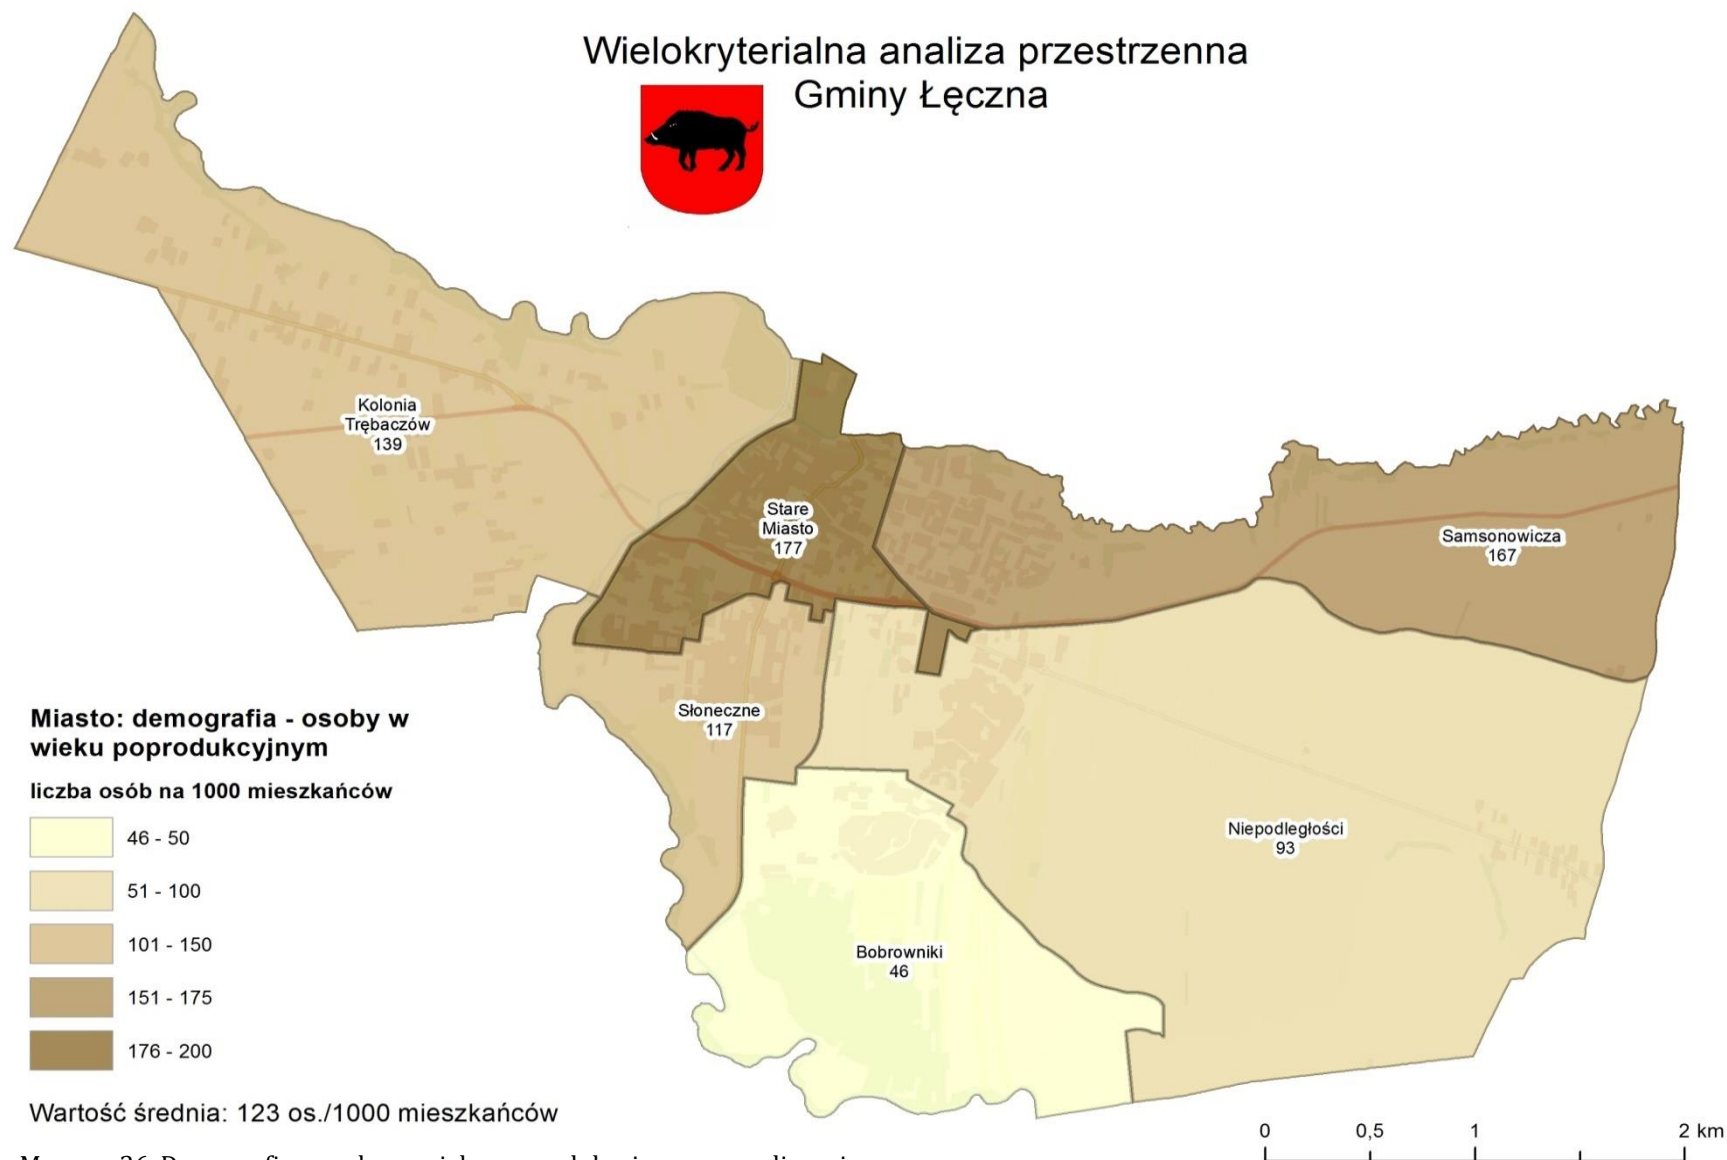 Wielokryterialna analiza przestrzenna
Gminy Łęczna
Kolonia
Trębaczów
139
Stare
Miasto
177
Samsonowicza
167
Słoneczne
117
Niepodległości
93
Bobrowniki
46
Miasto: demografia - osoby w
wieku poprodukcyjnym
liczba osób na 1000 mieszkańców
46 - 50
51 - 100
101 - 150
151 - 175
176 - 200
Wartość średnia: 123 os./1000 mieszkańców
0 0,5 1 2 km